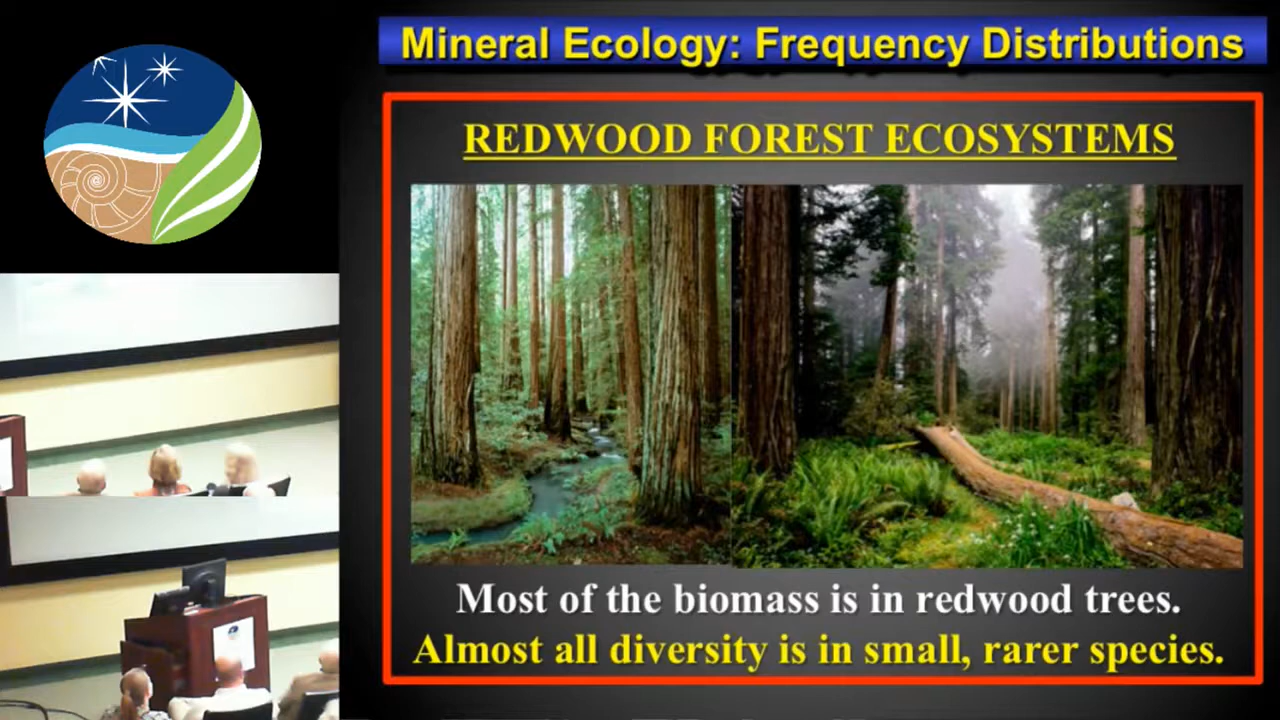 Mineral Ecology: Frequency Distributions
REDWOOD FOREST ECOSYSTEMS
Most of the biomass is in redwood trees.
Almost all diversity is in small, rarer species.